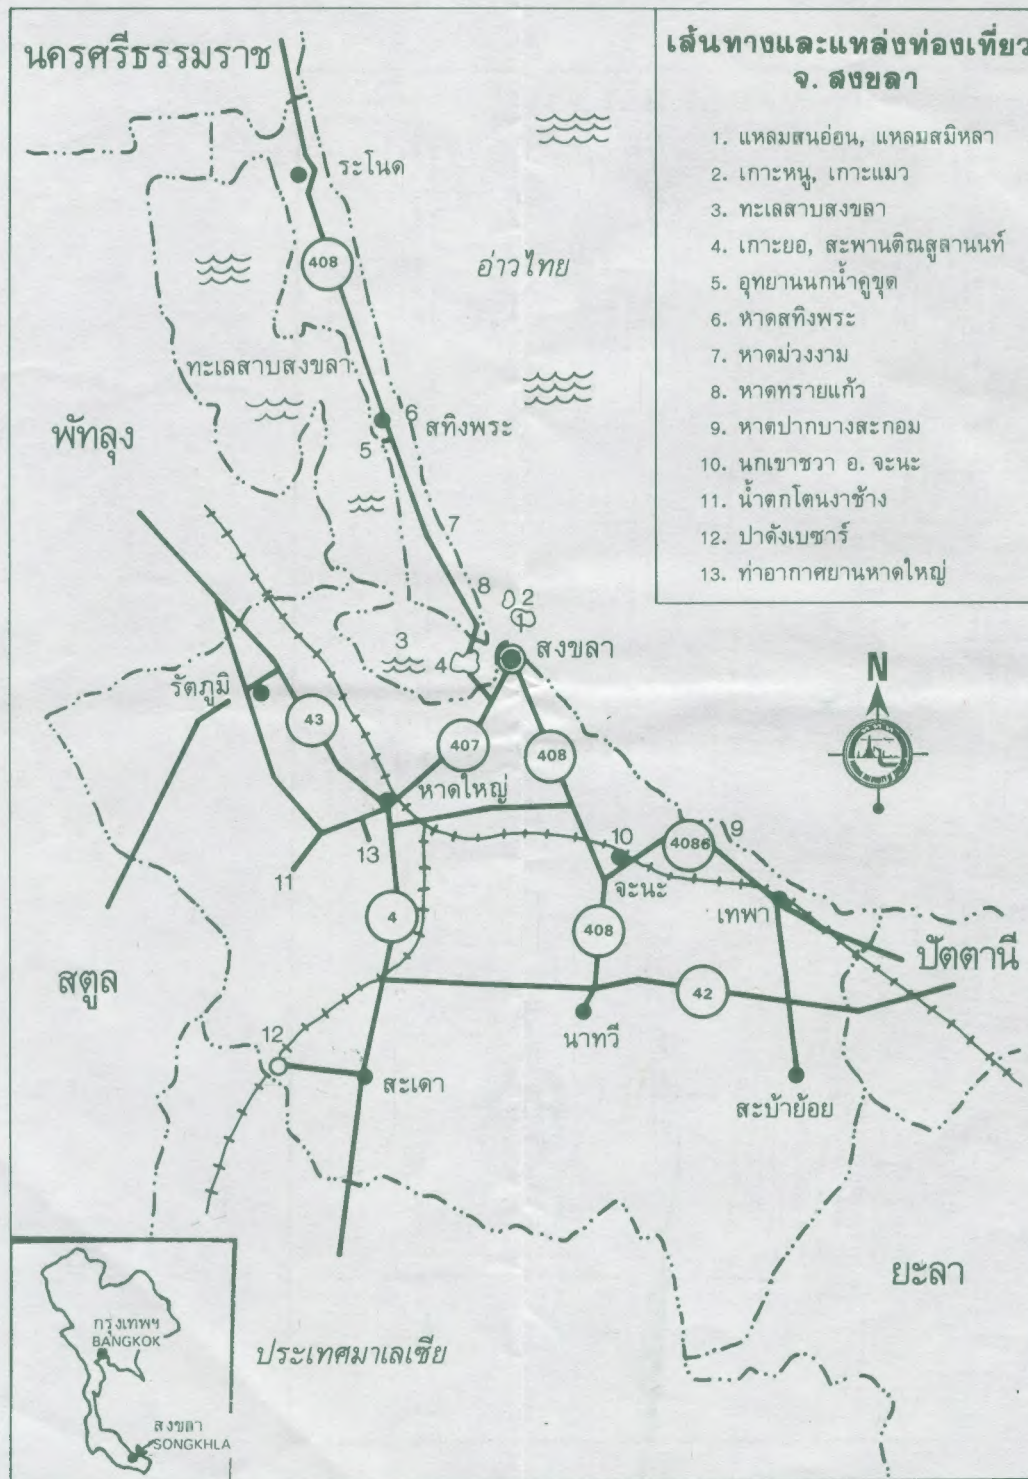 นครศรีธรรมราช
เส้นทางและแหล่งท่องเที่ยว
จ. สงขลา
1. แหลมสนอ่อน, แหลมสมิหลา
2. เกาะหนู, เกาะแมว
3. ทะเลสาบสงขลา
4. เกาะยอ, สะพานติณสูลานนท์
5. อุทยานนกน้ำคูขุด
6. หาดสทิงพระ
7. หาดม่วงงาม
8. หาดทรายแก้ว
9. หาดปากบางสะกอม
10. นกเขาชวา อ. จะนะ
11. น้ำตกโตนงาช้าง
12. ปาดังเบซาร์
13. ท่าอากาศยานหาดใหญ่
ระโนด
408
อ่าวไทย
ทะเลสาบสงขลา
พัทลุง
6
สทิงพระ
5
7
8
2
1
สงขลา
3
4
N
รัตภูมิ
43
407
408
หาดใหญ่
13
11
10
4086
9
จะนะ
เทพา
4
408
ปัตตานี
สตูล
42
นาทวี
12
สะเดา
สะบ้าย้อย
ยะลา
กรุงเทพฯ
BANGKOK
ประเทศมาเลเซีย
สงขลา
SONGKHLA